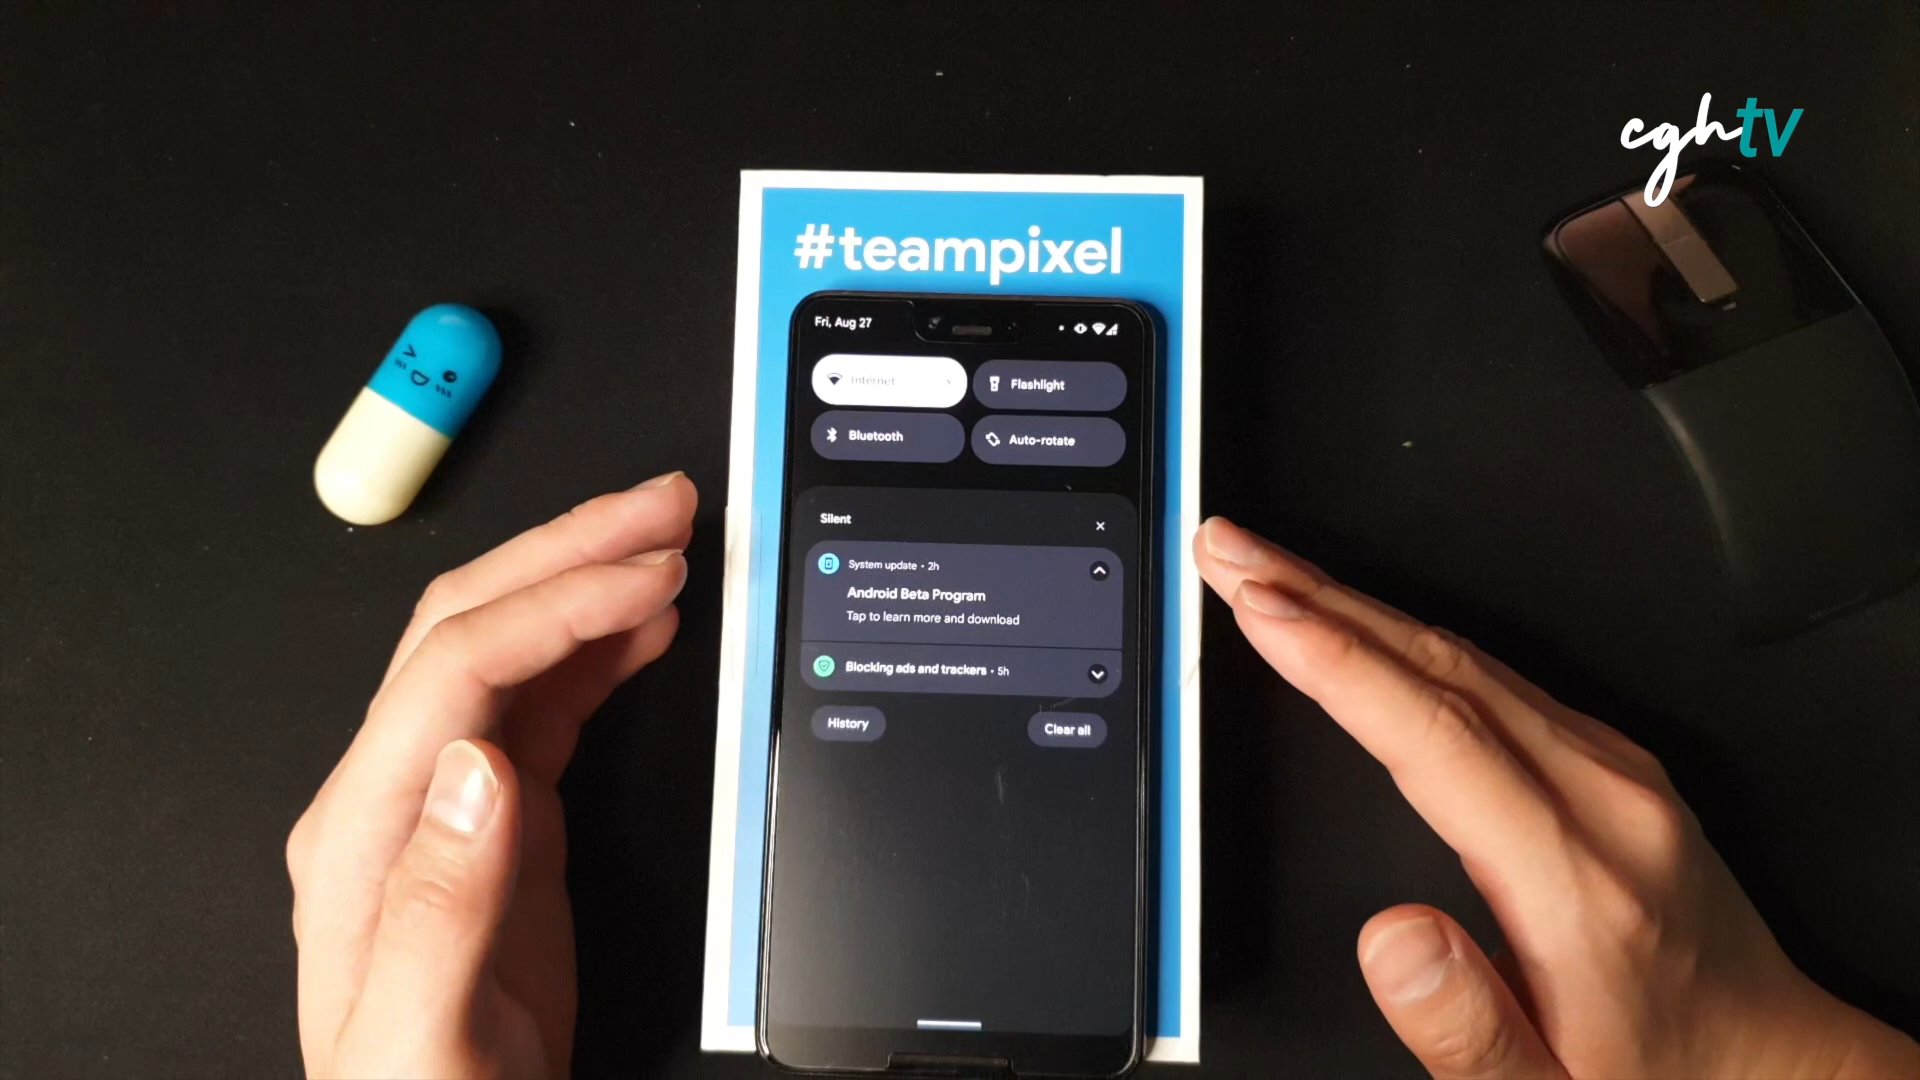 cghtv
#teampixel
Fri, Aug 27
Internet
Flashlight
Bluetooth
Auto-rotate
Silent
System update • 2h
Android Beta Program
Tap to learn more and download
Blocking ads and trackers • 5h
History
Clear all